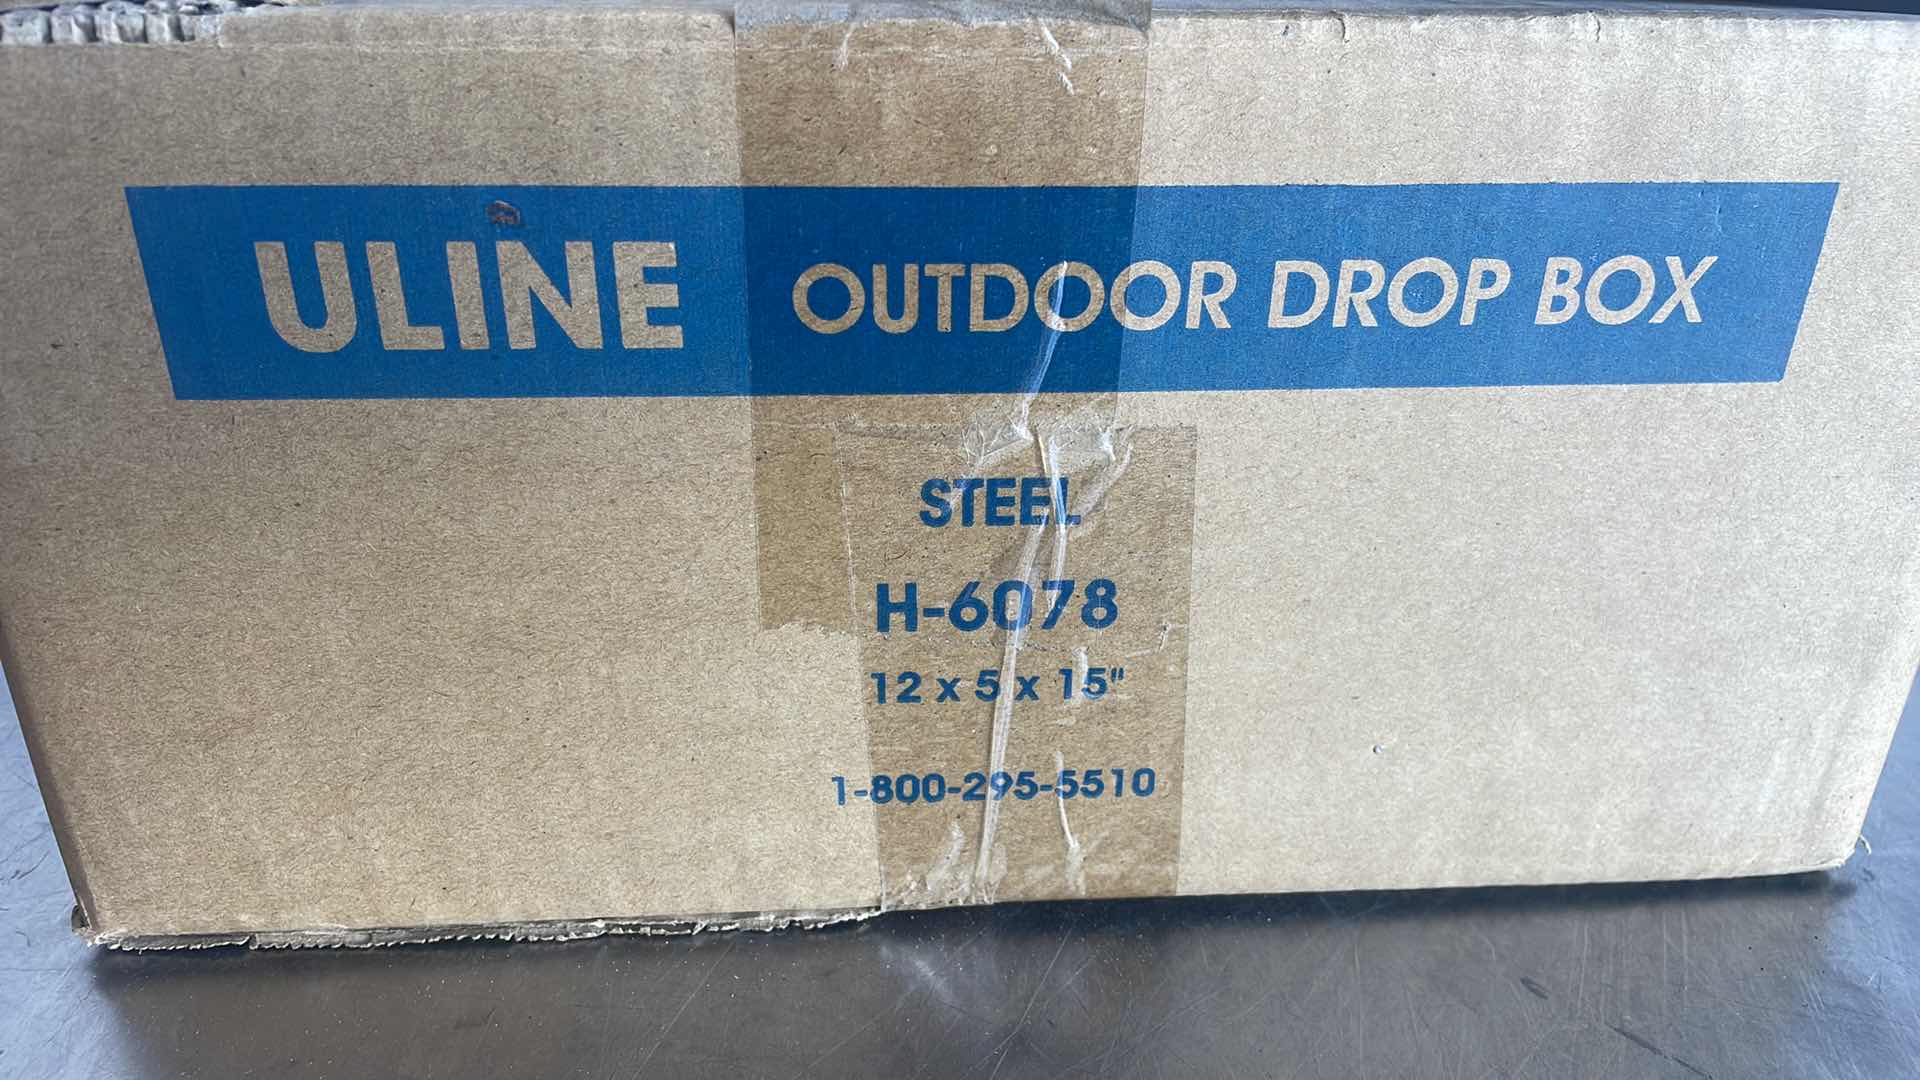 ULINE OUTDOOR DROP BOX
STEEL
H-6078
12 x 5 x 15"
1-800-295-5510